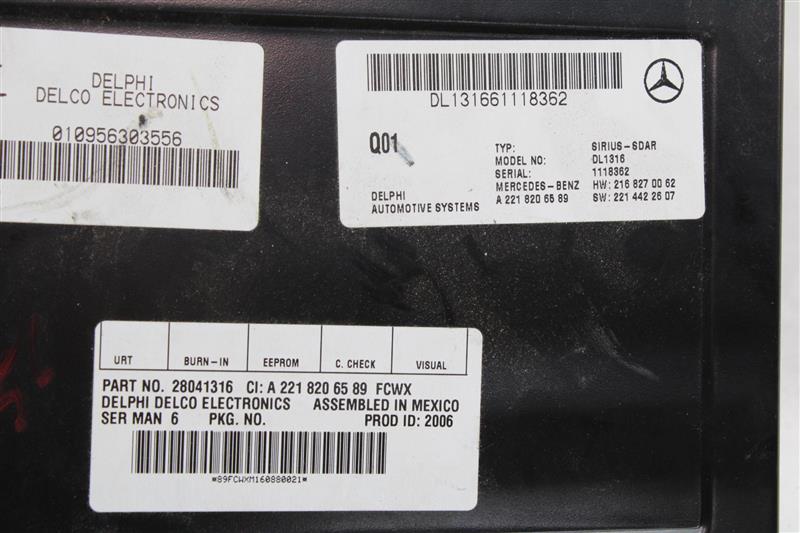 DELPHI
DELCO ELECTRONICS
010956303556
DL131661118362
Q01
TYP: SIRIUS-SDAR
MODEL NO: DL1316
SERIAL: 1118362
DELPHI MERCEDES-BENZ HW: 216 827 00 62
AUTOMOTIVE SYSTEMS A 221 820 65 89 SW: 221 442 26 07
URT BURN-IN EEPROM C. CHECK VISUAL
PART NO. 28041316 CI: A 221 820 65 89 FCWX
DELPHI DELCO ELECTRONICS ASSEMBLED IN MEXICO
SER MAN 6 PKG. NO. PROD ID: 2006
*89FCWXM160880021*